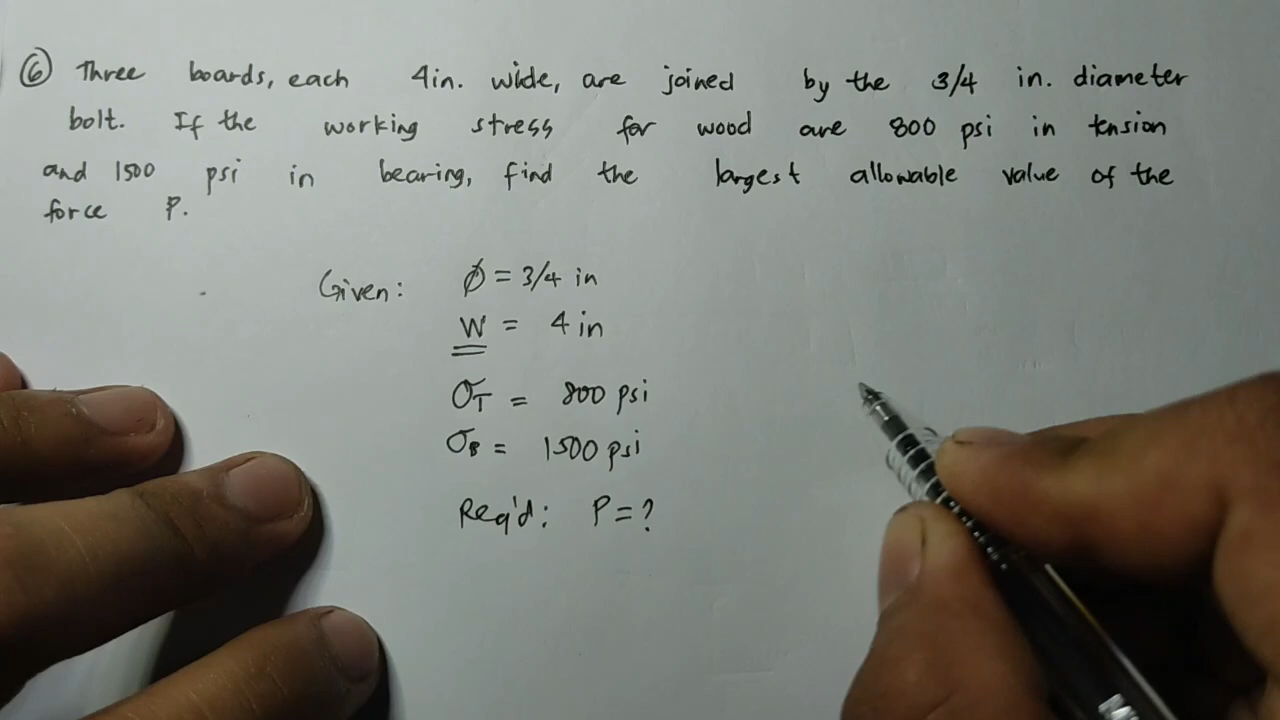 ⑥ Three boards, each 4in. wide, are joined by the 3/4 in. diameter
bolt. If the working stress for wood are 800 psi in tension
and 1500 psi in bearing, find the largest allowable value of the
force P.
Given: ϕ = 3/4 in
W = 4 in
σT = 800 psi
σB = 1500 psi
Req'd: P = ?